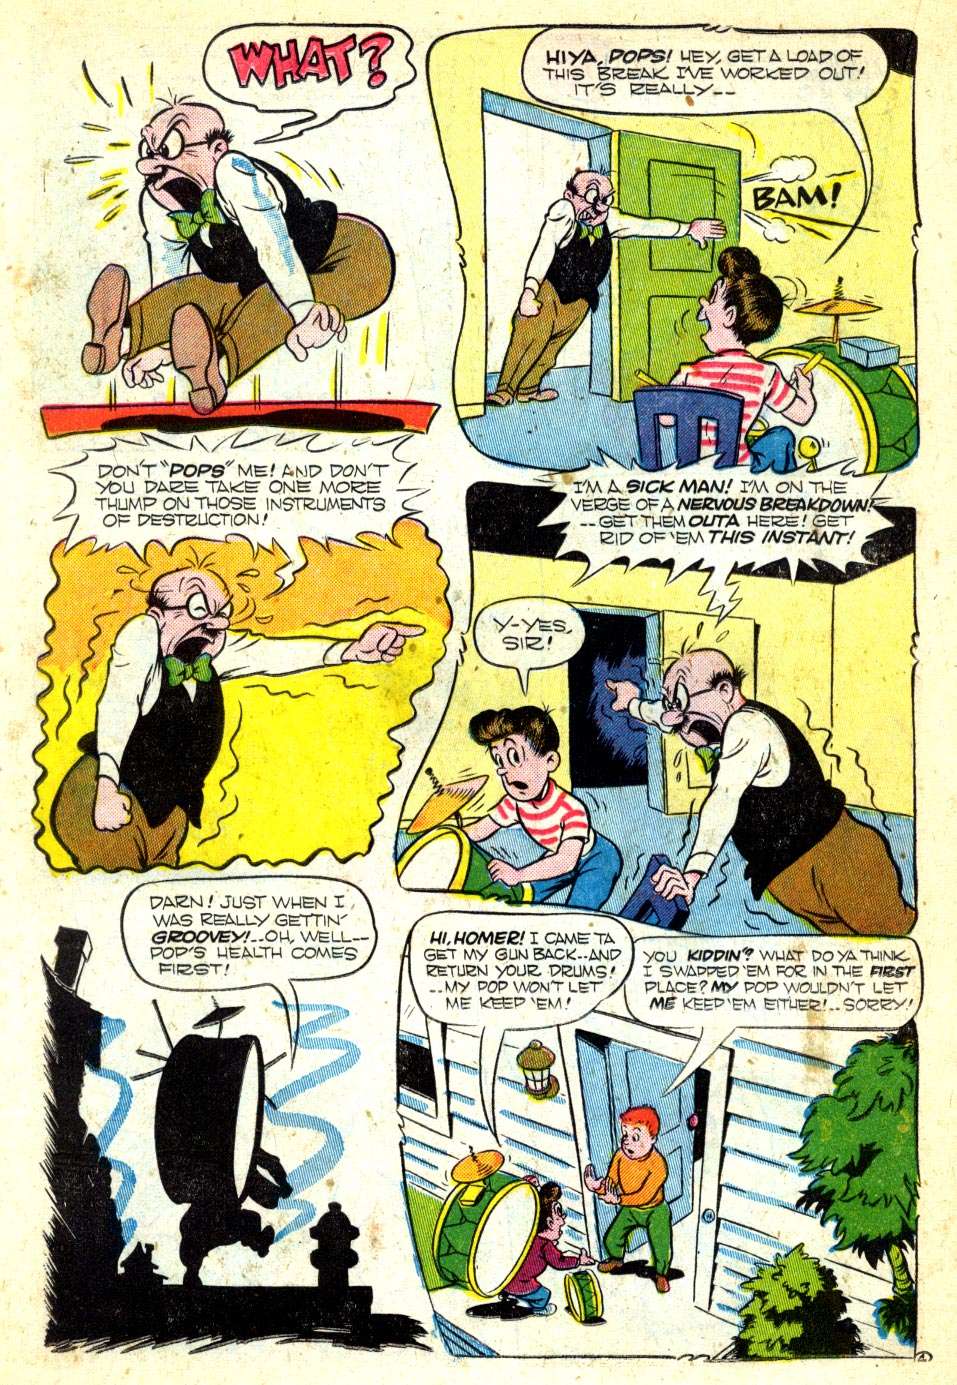 WHAT?
HIYA, POPS! HEY, GET A LOAD OF
THIS BREAK I'VE WORKED OUT!
IT'S REALLY--
BAM!
DON'T "POPS" ME! AND DON'T
YOU DARE TAKE ONE MORE
THUMP ON THOSE INSTRUMENTS
OF DESTRUCTION!
I'M A SICK MAN! I'M ON THE
VERGE OF A NERVOUS BREAKDOWN!
--GET THEM OUTA HERE! GET
RID OF 'EM THIS INSTANT!
Y-YES,
SIR!
DARN! JUST WHEN I
WAS REALLY GETTIN'
GROOVEY!..OH, WELL--
POP'S HEALTH COMES
FIRST!
HI, HOMER! I CAME TA
GET MY GUN BACK--AND
RETURN YOUR DRUMS!
..MY POP WON'T LET
ME KEEP 'EM!
YOU KIDDIN'? WHAT DO YA THINK
I SWAPPED 'EM FOR IN THE FIRST
PLACE? MY POP WOULDN'T LET
ME KEEP 'EM EITHER!..SORRY!